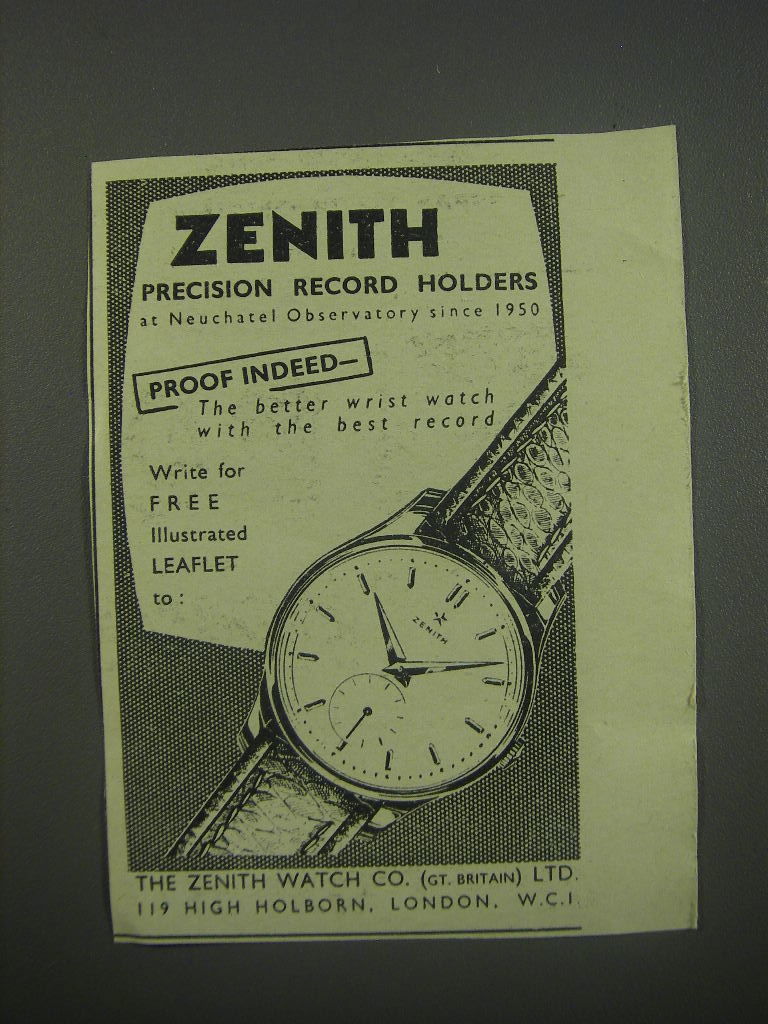 ZENITH
PRECISION RECORD HOLDERS
at Neuchatel Observatory since 1950
PROOF INDEED—
The better wrist watch
with the best record
Write for
FREE
Illustrated
LEAFLET
to :
ZENITH
THE ZENITH WATCH CO. (GT. BRITAIN) LTD.
119 HIGH HOLBORN, LONDON, W.C.1